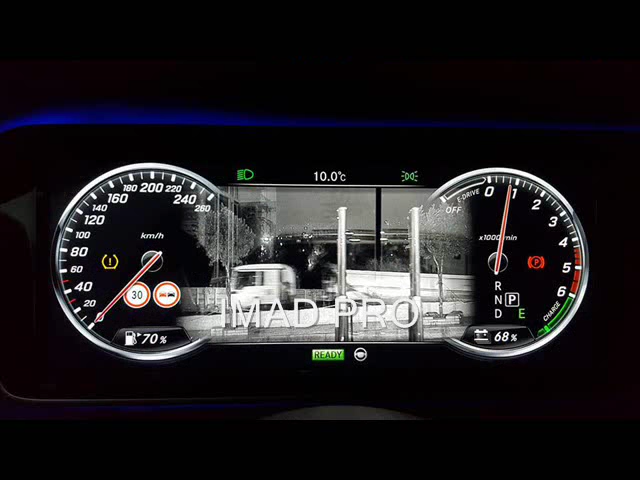 10.0°c
20
40
60
80
100
120
140
160
180
200
220
240
260
km/h
30
70 %
IMAD PRO
READY
E-DRIVE
OFF
0
1
2
3
4
5
6
x1000/min
P
R
N P
D E
CHARGE
68 %